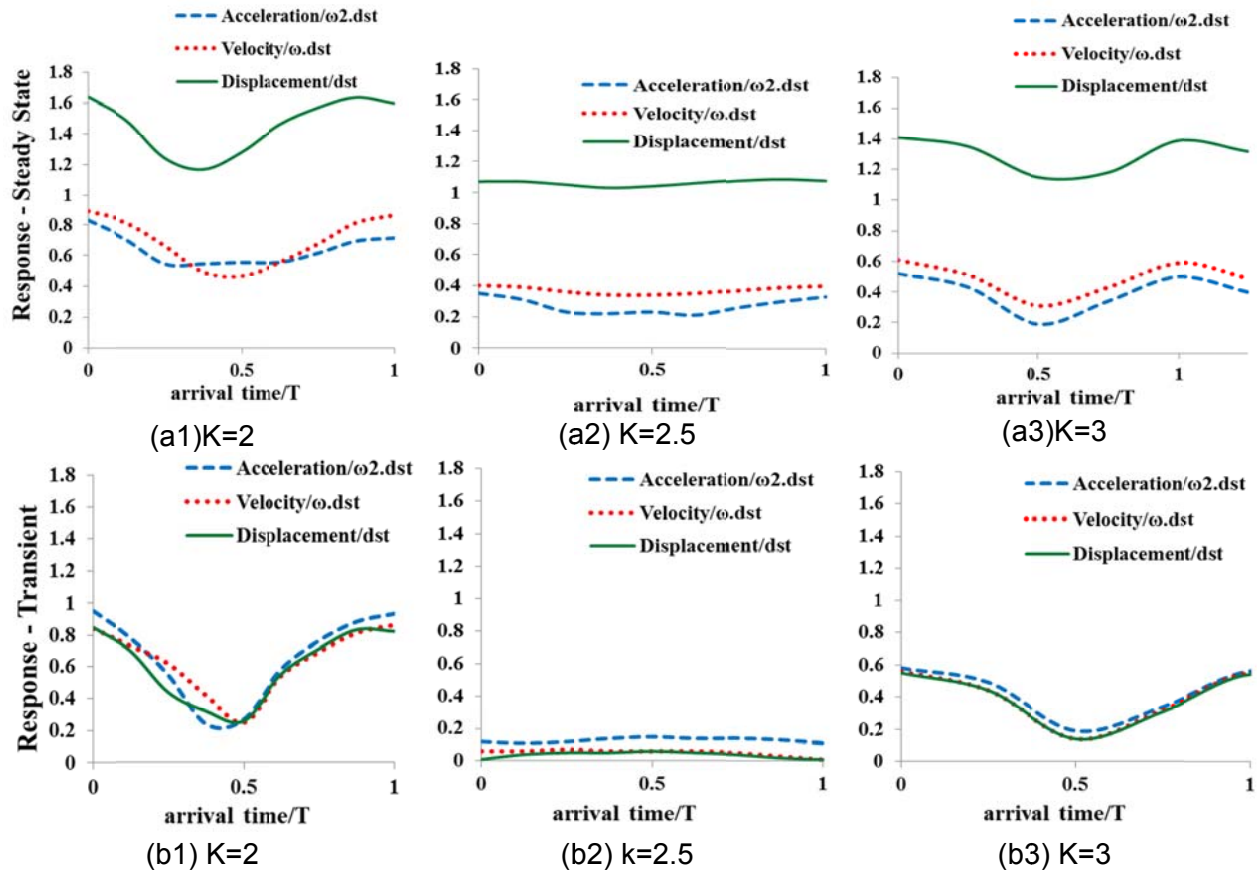 Acceleration/ω2.dst
Velocity/ω.dst
Displacement/dst
Response - Steady State
1.8
1.6
1.4
1.2
1
0.8
0.6
0.4
0.2
0
0 0.5 1
arrival time/T
(a1)K=2
Acceleration/ω2.dst
Velocity/ω.dst
Displacement/dst
1.8
1.6
1.4
1.2
1
0.8
0.6
0.4
0.2
0
0 0.5 1
arrival time/T
(a2) K=2.5
Acceleration/ω2.dst
Velocity/ω.dst
Displacement/dst
1.8
1.6
1.4
1.2
1
0.8
0.6
0.4
0.2
0
0 0.5 1
arrival time/T
(a3)K=3
Acceleration/ω2.dst
Velocity/ω.dst
Displacement/dst
Response - Transient
1.8
1.6
1.4
1.2
1
0.8
0.6
0.4
0.2
0
0 0.5 1
arrival time/T
(b1) K=2
Acceleration/ω2.dst
Velocity/ω.dst
Displacement/dst
1.8
1.6
1.4
1.2
1
0.8
0.6
0.4
0.2
0
0 0.5 1
arrival time/T
(b2) k=2.5
Acceleration/ω2.dst
Velocity/ω.dst
Displacement/dst
1.8
1.6
1.4
1.2
1
0.8
0.6
0.4
0.2
0
0 0.5 1
arrival time/T
(b3) K=3